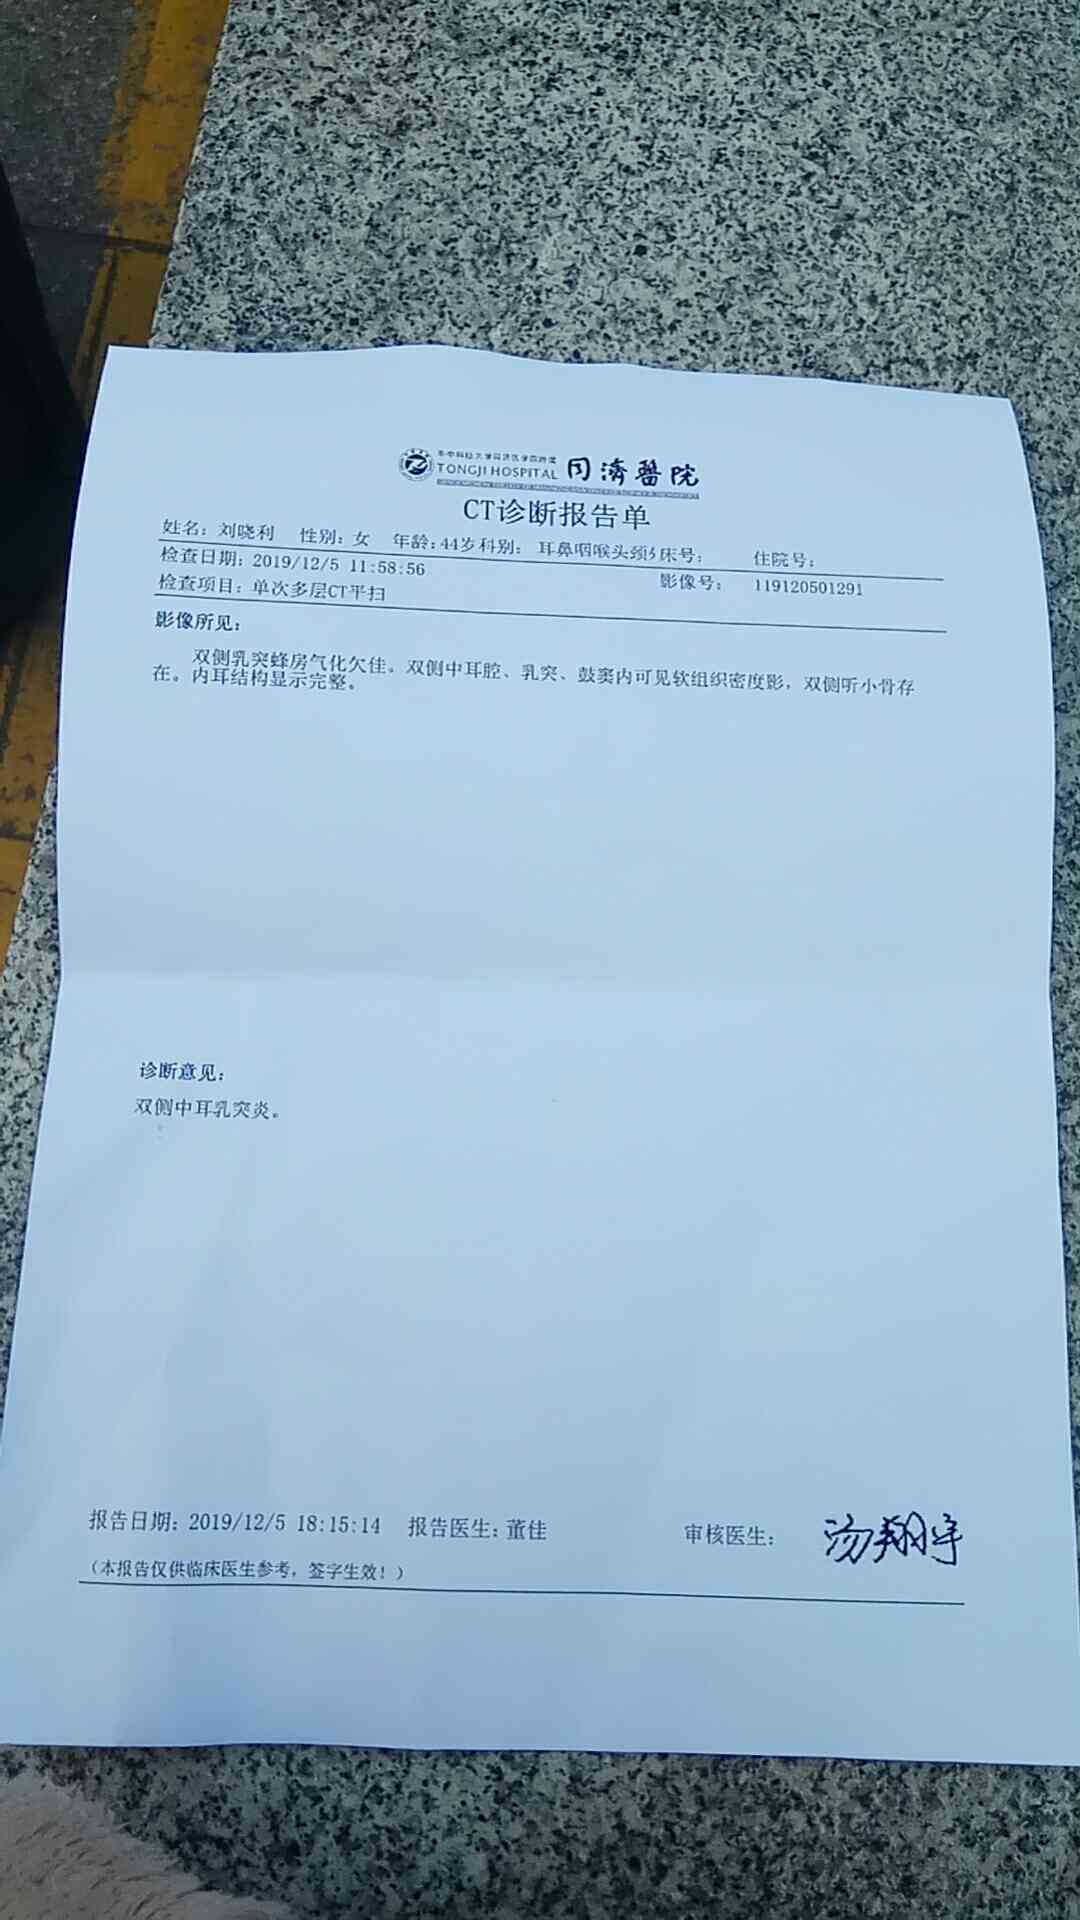 华中科技大学同济医学院附属
TONGJI HOSPITAL 同濟醫院
CT诊断报告单
姓名: 刘晓利 性别: 女 年龄: 44岁 科别: 耳鼻咽喉头颈 床号: 住院号:
检查日期: 2019/12/5 11:58:56 影像号: 119120501291
检查项目: 单次多层CT平扫
影像所见:
双侧乳突蜂房气化欠佳。双侧中耳腔、乳突、鼓窦内可见软组织密度影，双侧听小骨存
在。内耳结构显示完整。
诊断意见:
双侧中耳乳突炎。
报告日期: 2019/12/5 18:15:14 报告医生: 董佳 审核医生: 汤翔宇
(本报告仅供临床医生参考，签字生效！)